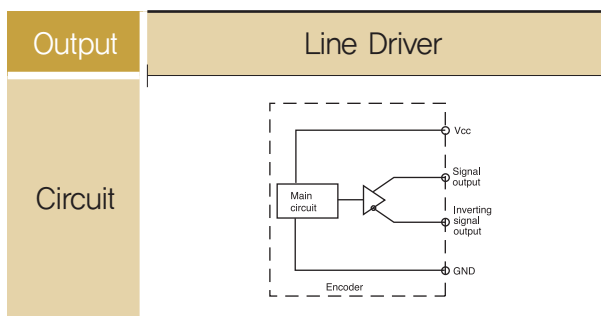 Output
Line Driver
Circuit
Vcc
Signal
output
Main
circuit
Inverting
signal
output
GND
Encoder